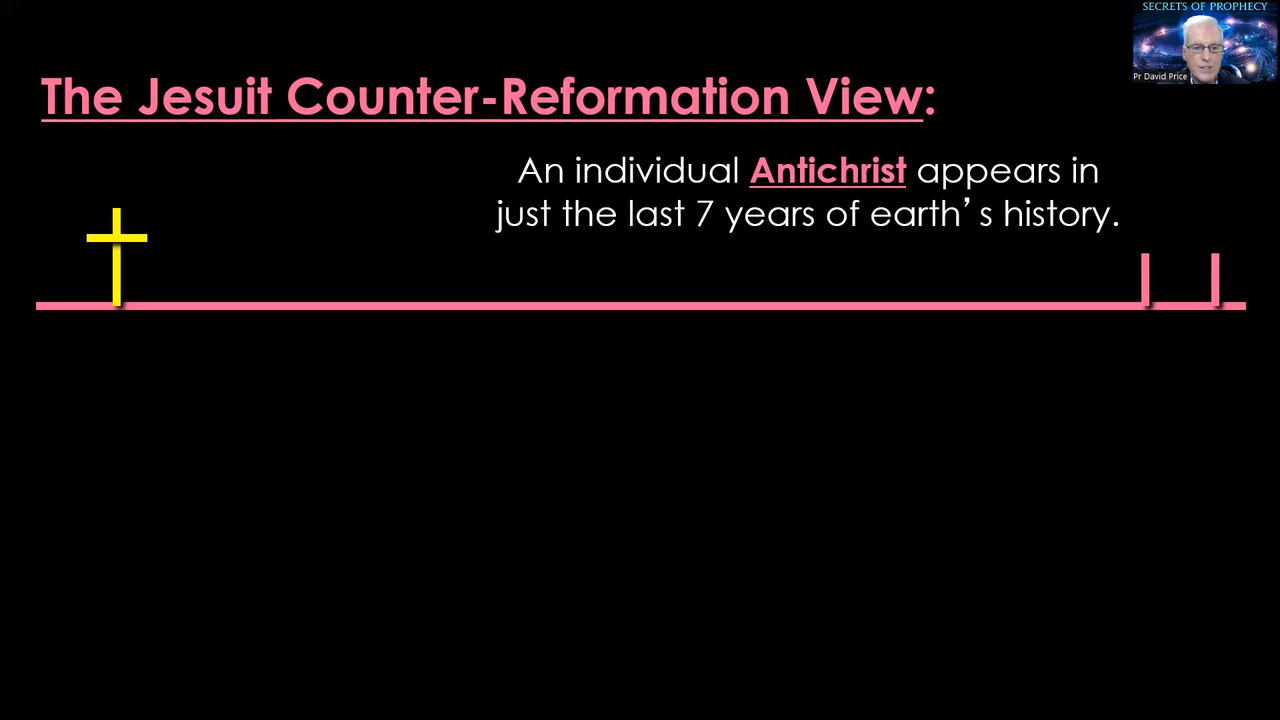 SECRETS OF PROPHECY
Pr David Price
The Jesuit Counter-Reformation View:
An individual Antichrist appears in
just the last 7 years of earth’s history.